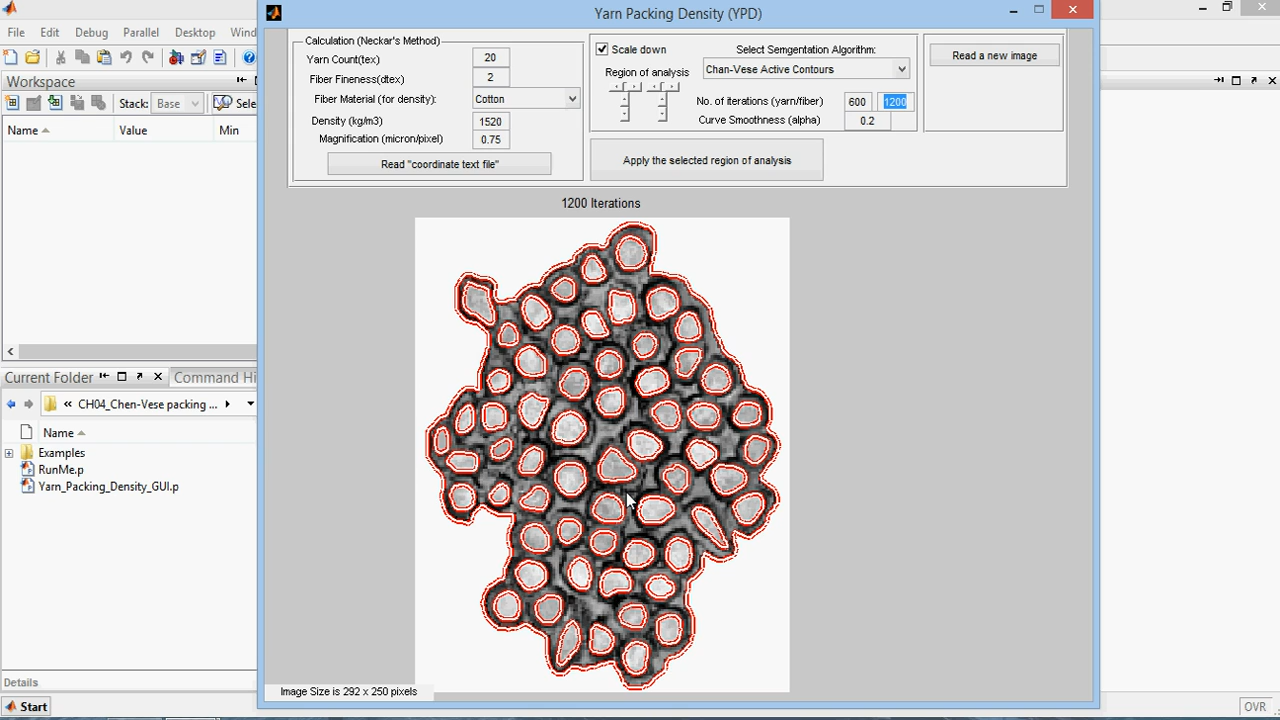 Yarn Packing Density (YPD)
File Edit Debug Parallel Desktop Wind
Workspace
Stack: Base Sele
Name Value Min
Calculation (Neckar's Method)
Yarn Count(tex) 20
Fiber Fineness(dtex) 2
Fiber Material (for density): Cotton
Density (kg/m3) 1520
Magnification (micron/pixel) 0.75
Read "coordinate text file"
Scale down
Region of analysis
Select Semgentation Algorithm:
Chan-Vese Active Contours
No. of iterations (yarn/fiber) 600 1200
Curve Smoothness (alpha) 0.2
Apply the selected region of analysis
Read a new image
1200 Iterations
Current Folder Command Hi
« CH04_Chen-Vese packing ...
Name
Examples
RunMe.p
Yarn_Packing_Density_GUI.p
Details
Image Size is 292 x 250 pixels
Start
OVR